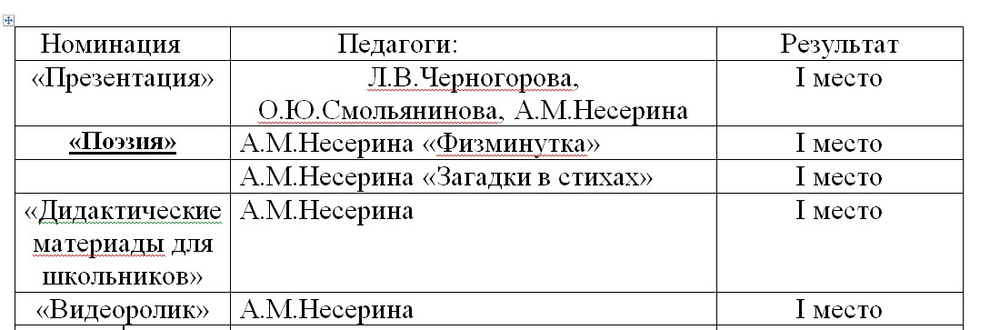 Номинация Педагоги: Результат
«Презентация» Л.В.Черногорова, I место
О.Ю.Смольянинова, А.М.Несерина
«Поэзия» А.М.Несерина «Физминутка» I место
А.М.Несерина «Загадки в стихах» I место
«Дидактические А.М.Несерина I место
материады для
школьников»
«Видеоролик» А.М.Несерина I место